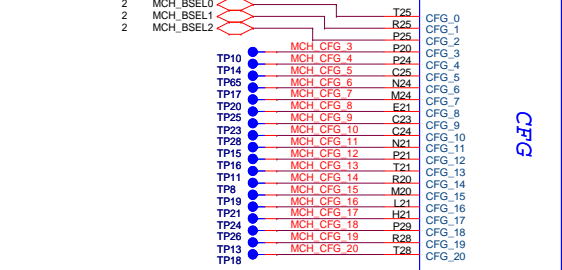 2 MCH_BSEL0 T25 CFG_0
2 MCH_BSEL1 R25 CFG_1
2 MCH_BSEL2 P25 CFG_2
TP10 MCH_CFG_3 P20 CFG_3
TP14 MCH_CFG_4 P24 CFG_4
TP65 MCH_CFG_5 C25 CFG_5
TP17 MCH_CFG_6 N24 CFG_6
TP20 MCH_CFG_7 M24 CFG_7
TP25 MCH_CFG_8 E21 CFG_8
TP23 MCH_CFG_9 C23 CFG_9
TP28 MCH_CFG_10 C24 CFG_10
TP15 MCH_CFG_11 N21 CFG_11
TP16 MCH_CFG_12 P21 CFG_12
TP11 MCH_CFG_13 T21 CFG_13
TP8 MCH_CFG_14 R20 CFG_14
TP19 MCH_CFG_15 M20 CFG_15
TP21 MCH_CFG_16 L21 CFG_16
TP24 MCH_CFG_17 H21 CFG_17
TP26 MCH_CFG_18 P29 CFG_18
TP13 MCH_CFG_19 R28 CFG_19
TP18 MCH_CFG_20 T28 CFG_20
CFG